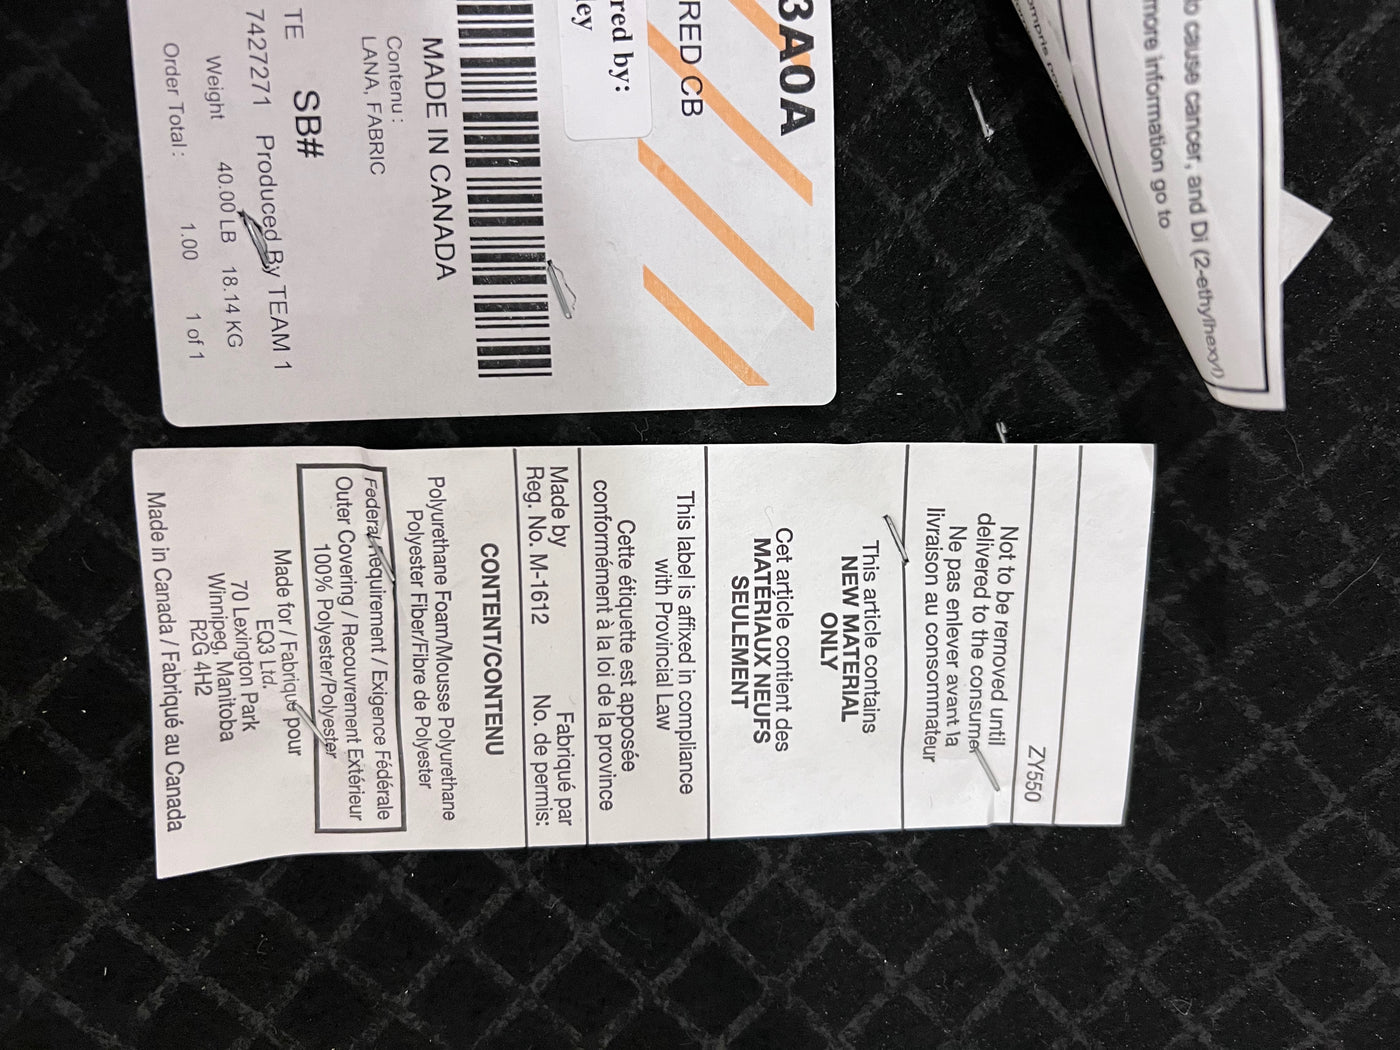 3A0A
RED CB
red by:
ley
MADE IN CANADA
Contenu :
LANA, FABRIC
TE SB#
7427271 Produced By TEAM 1
Weight 40.00 LB 18.14 KG
Order Total : 1.00 1 of 1
to cause cancer, and Di (2-ethylhexyl)
more information go to
ZY550
Not to be removed until
delivered to the consumer
Ne pas enlever avant la
livraison au consommateur
This article contains
NEW MATERIAL
ONLY
Cet article contient des
MATÉRIAUX NEUFS
SEULEMENT
This label is affixed in compliance
with Provincial Law
Cette étiquette est apposée
conformément à la loi de la province
Made by Fabriqué par
Reg. No. M-1612 No. de permis:
CONTENT/CONTENU
Polyurethane Foam/Mousse Polyurethane
Polyester Fiber/Fibre de Polyester
Federal Requirement / Exigence Fédérale
Outer Covering / Recouvrement Extérieur
100% Polyester/Polyester
Made for / Fabriqué pour
EQ3 Ltd.
70 Lexington Park
Winnipeg, Manitoba
R2G 4H2
Made in Canada / Fabriqué au Canada